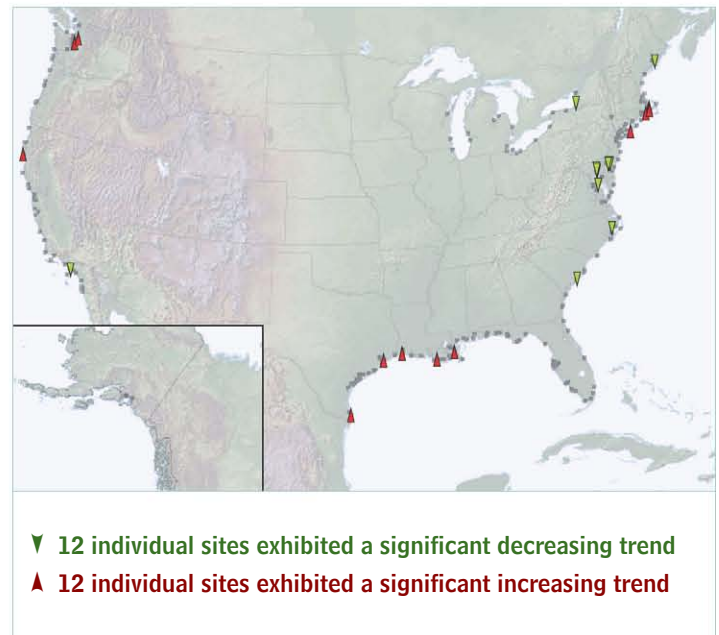 12 individual sites exhibited a significant decreasing trend
12 individual sites exhibited a significant increasing trend